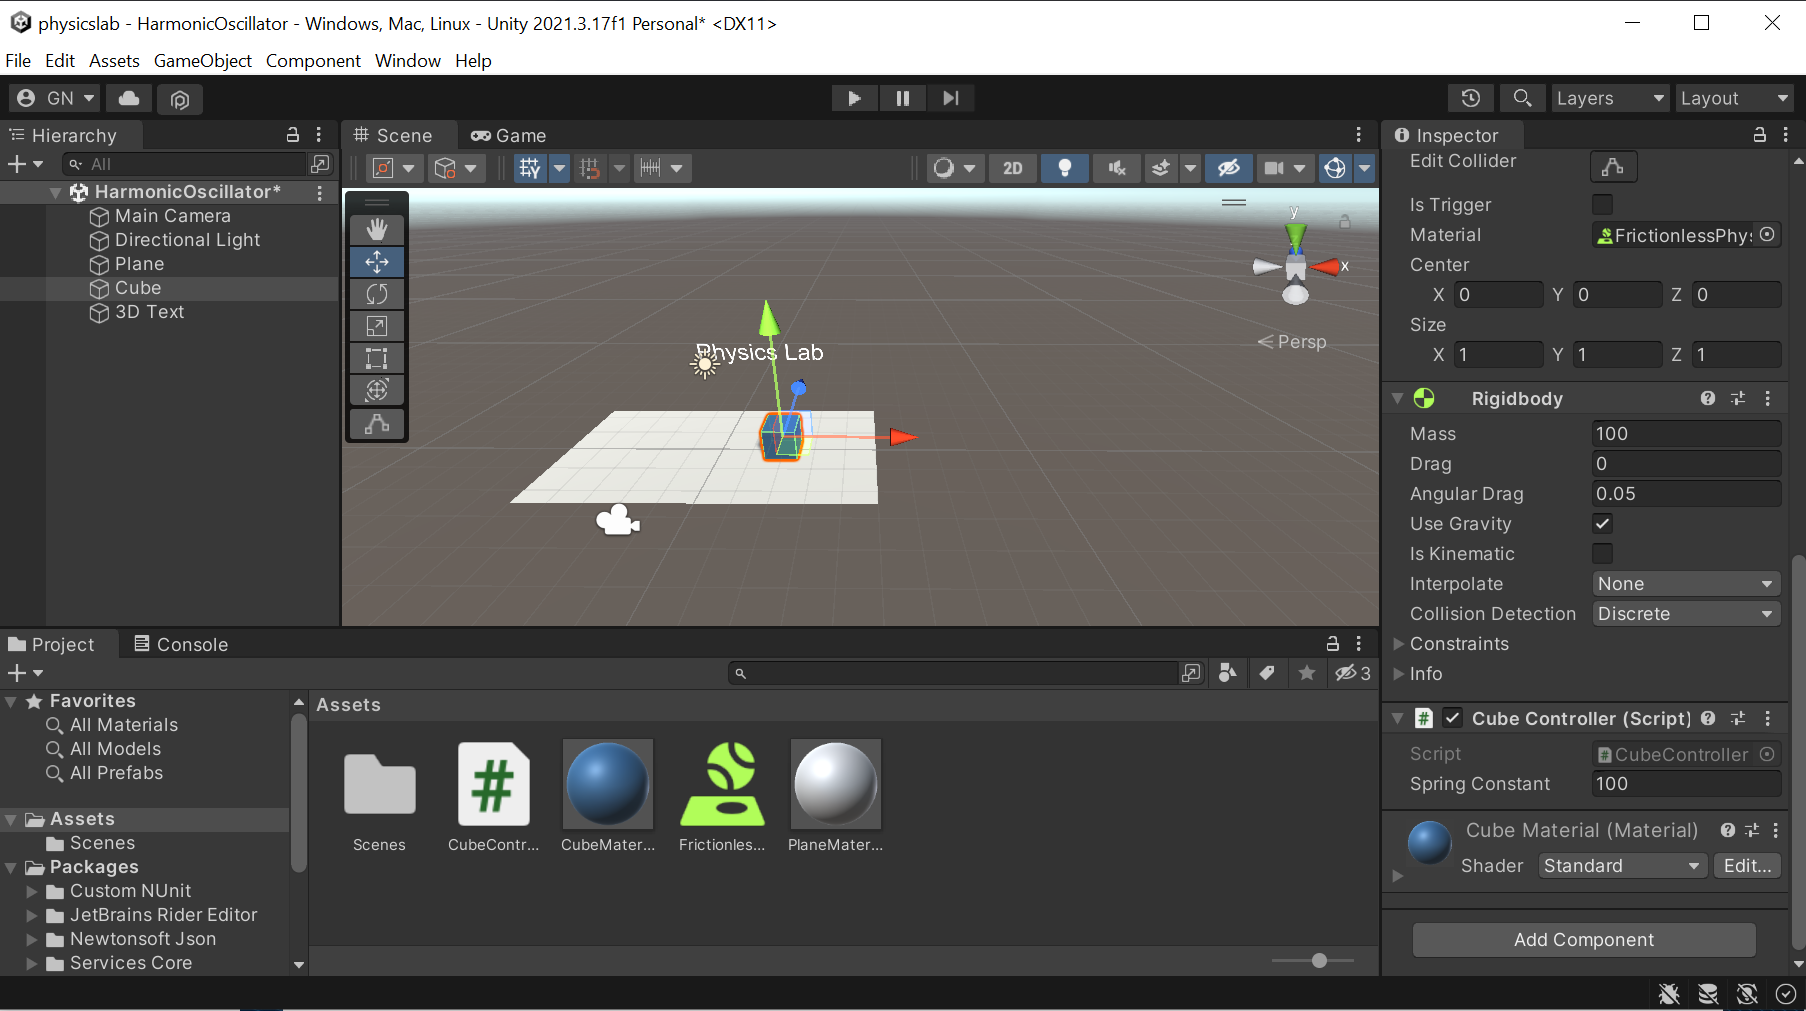 physicslab - HarmonicOscillator - Windows, Mac, Linux - Unity 2021.3.17f1 Personal* <DX11>
File Edit Assets GameObject Component Window Help
GN
Layers
Layout
Hierarchy
All
HarmonicOscillator*
Main Camera
Directional Light
Plane
Cube
3D Text
Scene
Game
2D
y
x
Persp
Physics Lab
Inspector
Edit Collider
Is Trigger
Material FrictionlessPhy
Center
X 0 Y 0 Z 0
Size
X 1 Y 1 Z 1
Rigidbody
Mass 100
Drag 0
Angular Drag 0.05
Use Gravity
Is Kinematic
Interpolate None
Collision Detection Discrete
Constraints
Info
# Cube Controller (Script)
Script # CubeController
Spring Constant 100
Cube Material (Material)
Shader Standard Edit...
Add Component
Project
Console
3
Favorites
All Materials
All Models
All Prefabs
Assets
Scenes
Packages
Custom NUnit
JetBrains Rider Editor
Newtonsoft Json
Services Core
Assets
#
Scenes CubeContr... CubeMater... Frictionles... PlaneMater...